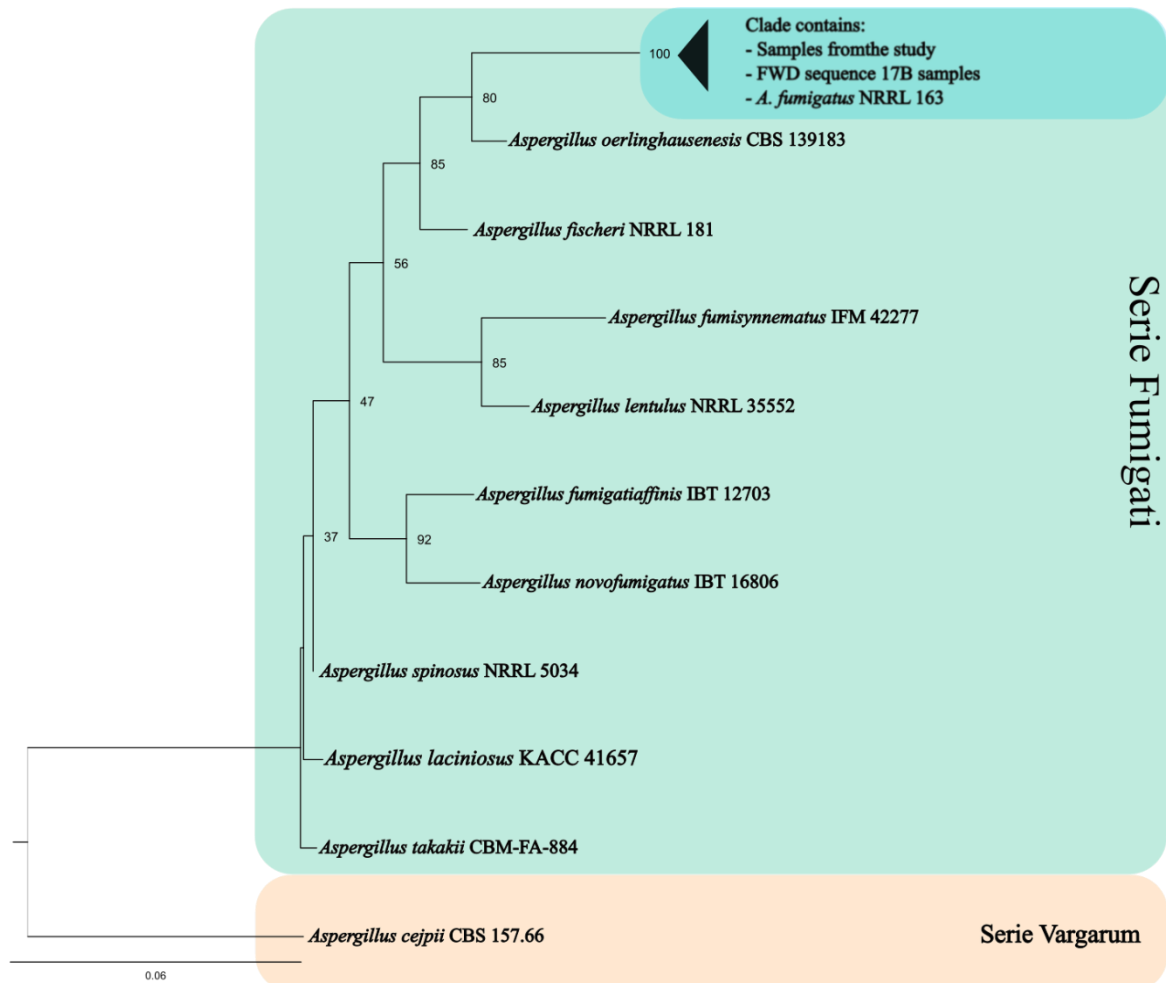 Clade contains:
- Samples fromthe study
- FWD sequence 17B samples
- A. fumigatus NRRL 163
100
80
Aspergillus oerlinghausenesis CBS 139183
85
Aspergillus fischeri NRRL 181
56
Aspergillus fumisynnematus IFM 42277
85
Aspergillus lentulus NRRL 35552
47
Aspergillus fumigatiaffinis IBT 12703
92
37
Aspergillus novofumigatus IBT 16806
Aspergillus spinosus NRRL 5034
Aspergillus laciniosus KACC 41657
Aspergillus takakii CBM-FA-884
Serie Fumigati
Aspergillus cejpii CBS 157.66
Serie Vargarum
0.06